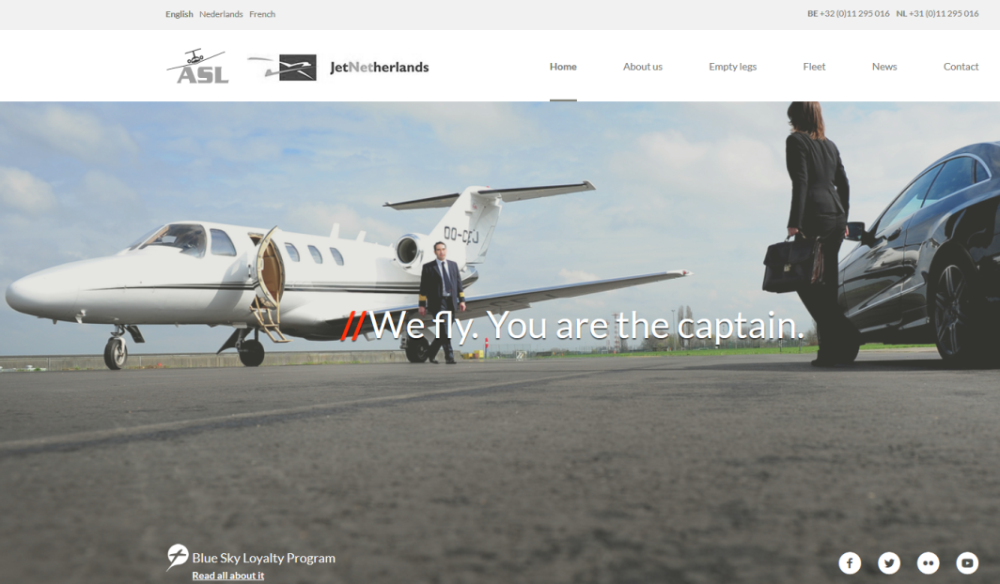 English Nederlands French
BE +32 (0)11 295 016 NL +31 (0)11 295 016
ASL
JetNetherlands
Home About us Empty legs Fleet News Contact
//We fly. You are the captain.
Blue Sky Loyalty Program
Read all about it